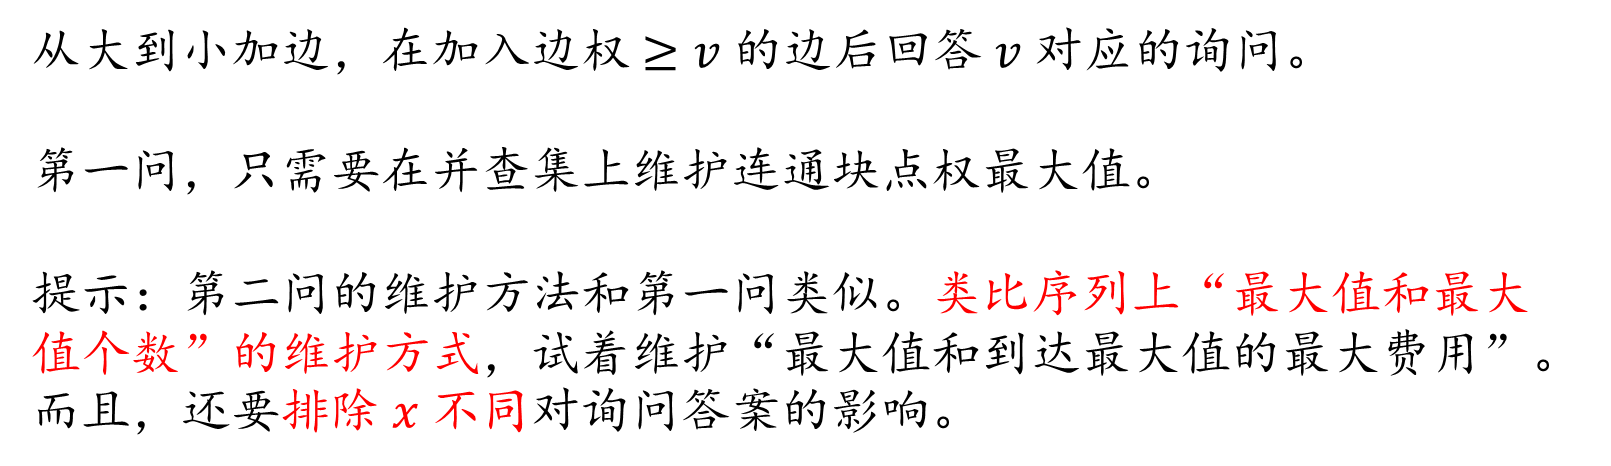 从大到小加边，在加入边权 ≥ v 的边后回答 v 对应的询问。
第一问，只需要在并查集上维护连通块点权最大值。
提示：第二问的维护方法和第一问类似。类比序列上“最大值和最大
值个数”的维护方式，试着维护“最大值和到达最大值的最大费用”。
而且，还要排除 x 不同对询问答案的影响。